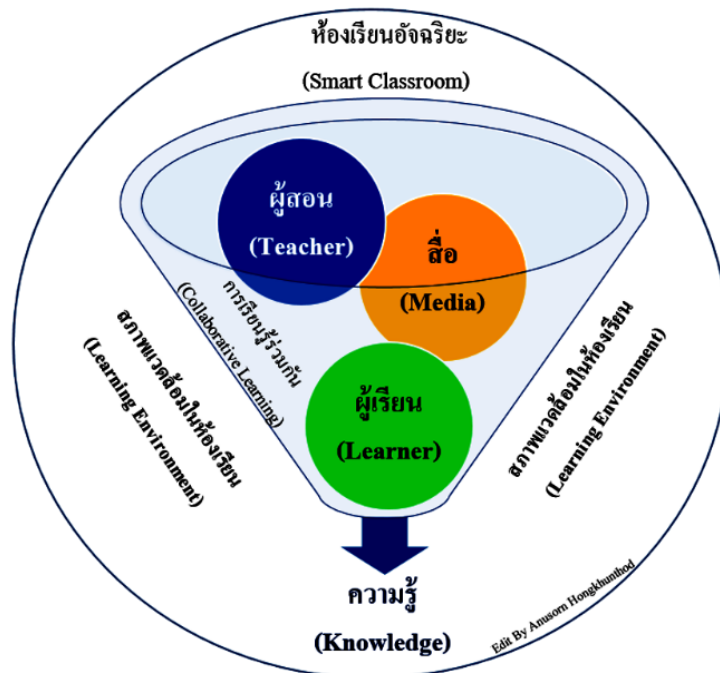 ห้องเรียนอัจฉริยะ
(Smart Classroom)
ผู้สอน
(Teacher)
สื่อ
(Media)
การเรียนรู้ร่วมกัน
(Collaborative Learning)
สภาพแวดล้อมในห้องเรียน
(Learning Environment)
ผู้เรียน
(Learner)
สภาพแวดล้อมในห้องเรียน
(Learning Environment)
ความรู้
(Knowledge)
Edit By Anusorn Hongkhunthod